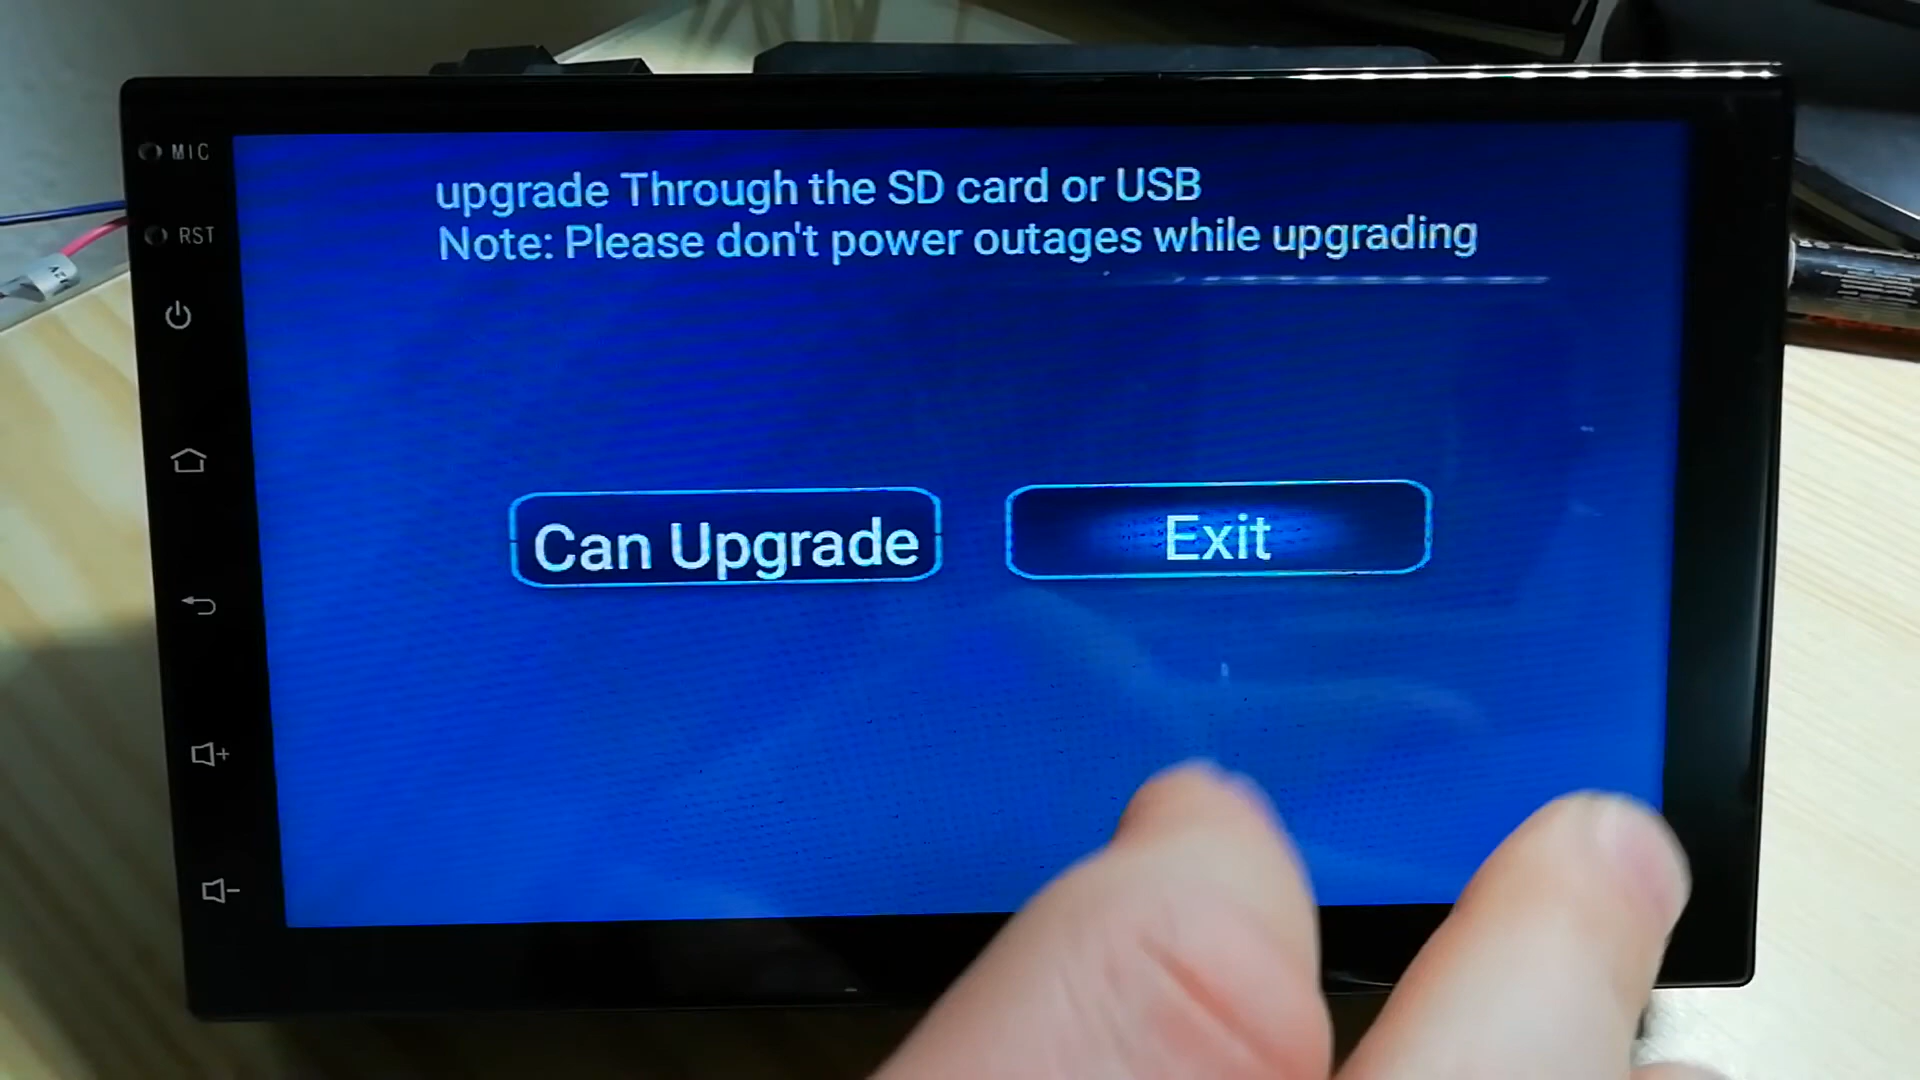 MIC
RST
upgrade Through the SD card or USB
Note: Please don't power outages while upgrading
Can Upgrade
Exit